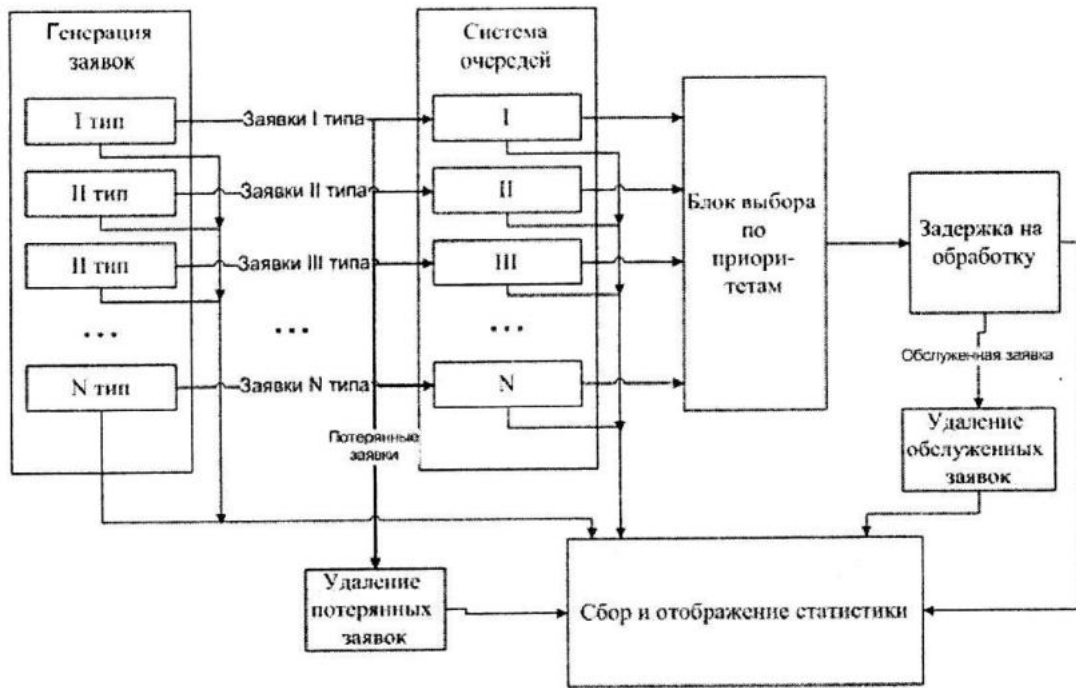 Генерация
заявок
Система
очередей
I тип
Заявки I типа
I
II тип
Заявки II типа
II
Блок выбора
по
приори-
тетам
Задержка на
обработку
II тип
Заявки III типа
III
...
...
...
Обслуженная заявка
N тип
Заявки N типа
N
Потерянные
заявки
Удаление
обслуженных
заявок
Удаление
потерянных
заявок
Сбор и отображение статистики